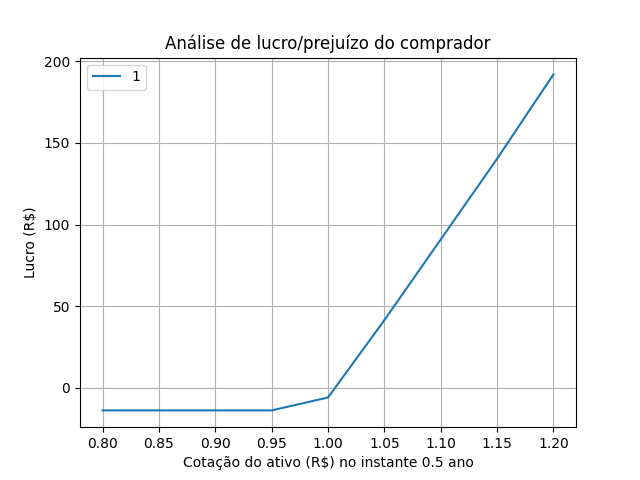 Análise de lucro/prejuízo do comprador
200
150
100
50
0
Lucro (R$)
1
0.80 0.85 0.90 0.95 1.00 1.05 1.10 1.15 1.20
Cotação do ativo (R$) no instante 0.5 ano